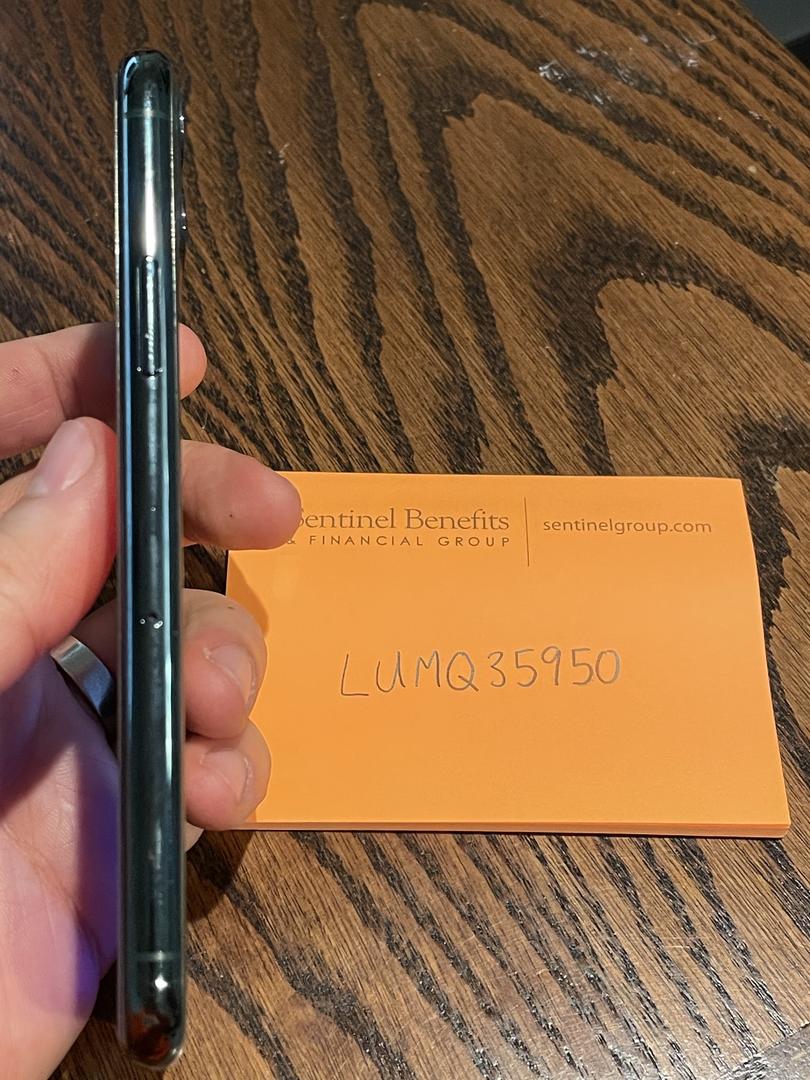 Sentinel Benefits
& FINANCIAL GROUP
sentinelgroup.com
LUMQ35950